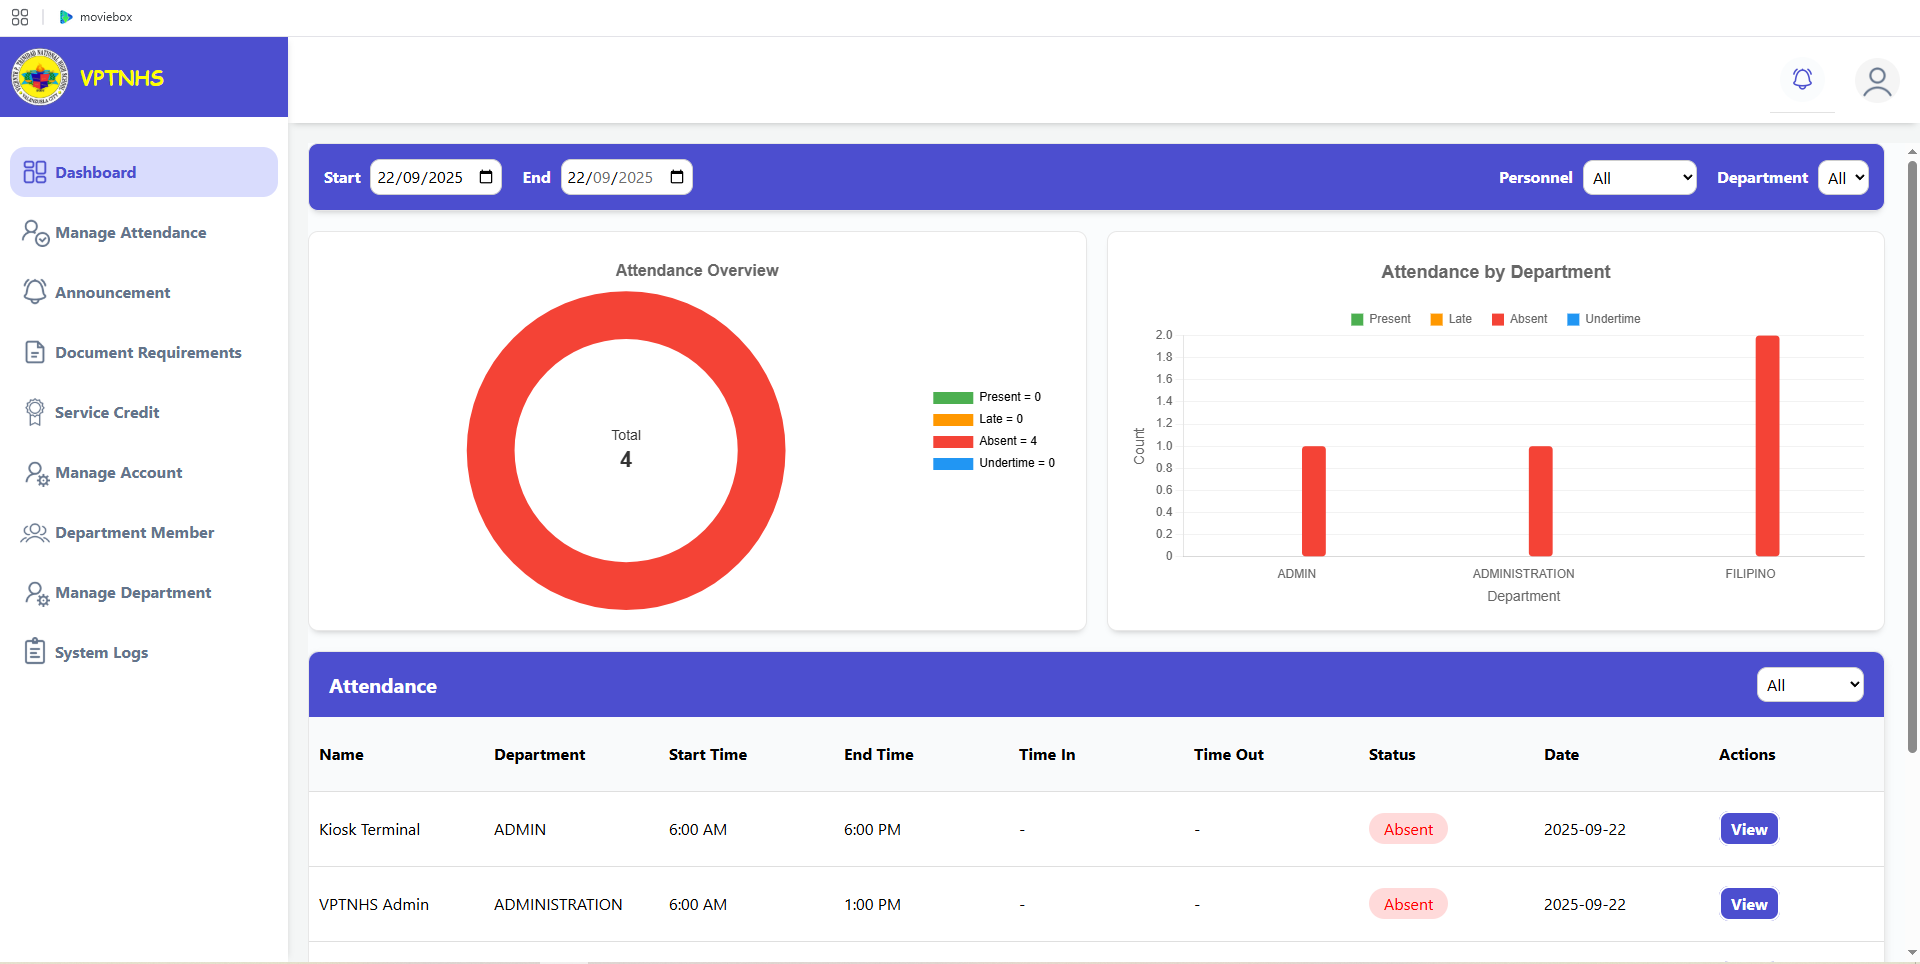 moviebox
VPTNHS
Dashboard
Manage Attendance
Announcement
Document Requirements
Service Credit
Manage Account
Department Member
Manage Department
System Logs
Start 22/09/2025 End 22/09/2025 Personnel All Department All
Attendance Overview
Total
4
Present = 0
Late = 0
Absent = 4
Undertime = 0
Attendance by Department
Present Late Absent Undertime
2.0
1.8
1.6
1.4
1.2
1.0
0.8
0.6
0.4
0.2
0
Count
ADMIN ADMINISTRATION FILIPINO
Department
Attendance All
Name Department Start Time End Time Time In Time Out Status Date Actions
Kiosk Terminal ADMIN 6:00 AM 6:00 PM - - Absent 2025-09-22 View
VPTNHS Admin ADMINISTRATION 6:00 AM 1:00 PM - - Absent 2025-09-22 View